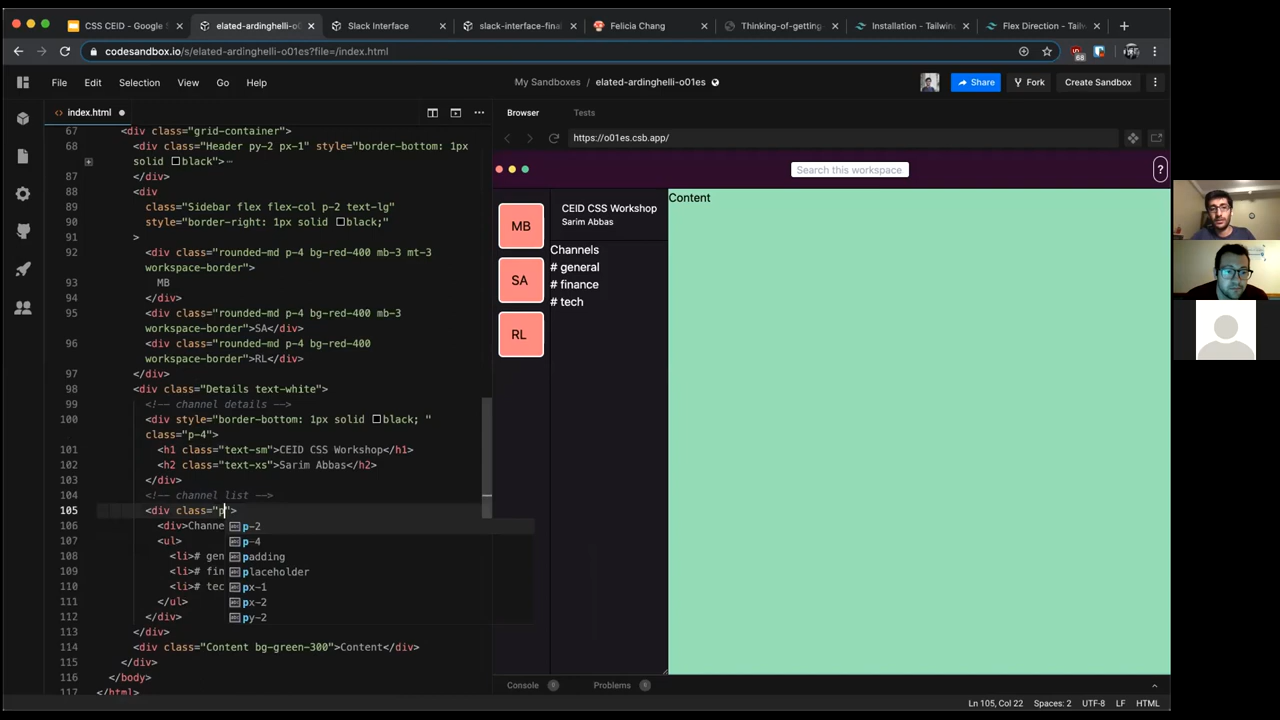 CSS CEID - Google S
elated-ardinghelli-o01es
Slack Interface
slack-interface-final
Felicia Chang
Thinking-of-getting
Installation - Tailwin
Flex Direction - Tailw
codesandbox.io/s/elated-ardinghelli-o01es?file=/index.html
68
File Edit Selection View Go Help
My Sandboxes / elated-ardinghelli-o01es
Share
Fork
Create Sandbox
index.html
Browser
Tests
https://o01es.csb.app/
67 <div class="grid-container">
68 <div class="Header py-2 px-1" style="border-bottom: 1px
solid black">
87 </div>
88 <div
89 class="Sidebar flex flex-col p-2 text-lg"
90 style="border-right: 1px solid black;"
91 >
92 <div class="rounded-md p-4 bg-red-400 mb-3 mt-3
workspace-border">
93 MB
94 </div>
95 <div class="rounded-md p-4 bg-red-400 mb-3
workspace-border">SA</div>
96 <div class="rounded-md p-4 bg-red-400
workspace-border">RL</div>
97 </div>
98 <div class="Details text-white">
99 <!-- channel details -->
100 <div style="border-bottom: 1px solid black; "
class="p-4">
101 <h1 class="text-sm">CEID CSS Workshop</h1>
102 <h2 class="text-xs">Sarim Abbas</h2>
103 </div>
104 <!-- channel list -->
105 <div class="p">
106 <div>Channe
107 <ul>
108 <li># gen
109 <li># fin
110 <li># tec
111 </ul>
112 </div>
113 </div>
114 <div class="Content bg-green-300">Content</div>
115 </div>
116 </body>
117 </html>
p-2
p-4
padding
placeholder
px-1
px-2
py-2
Search this workspace
?
MB
SA
RL
CEID CSS Workshop
Sarim Abbas
Channels
# general
# finance
# tech
Content
Console
Problems
Ln 105, Col 22 Spaces: 2 UTF-8 LF HTML